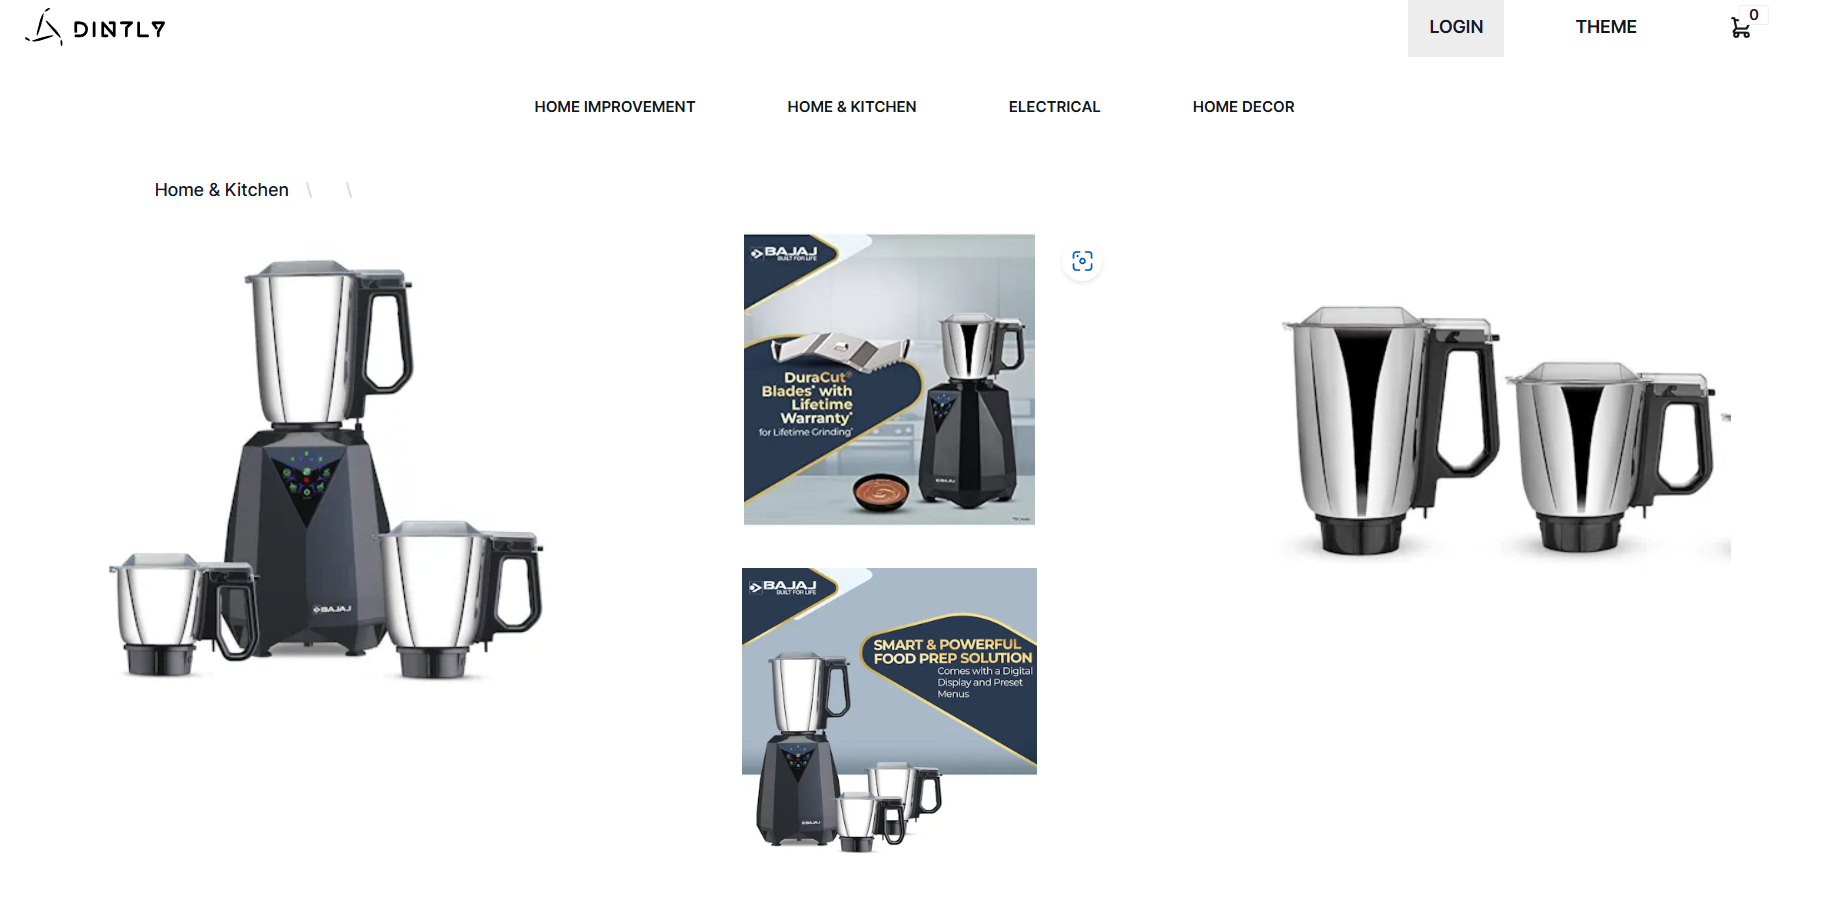 DINTLY
LOGIN
THEME
0
HOME IMPROVEMENT
HOME & KITCHEN
ELECTRICAL
HOME DECOR
Home & Kitchen \ \
BAJAJ
BAJAJ
BUILT FOR LIFE
DuraCut®
Blades* with
Lifetime
Warranty*
for Lifetime Grinding*
BAJAJ
BAJAJ
BUILT FOR LIFE
SMART & POWERFUL
FOOD PREP SOLUTION
Comes with a Digital
Display and Preset
Menus
BAJAJ